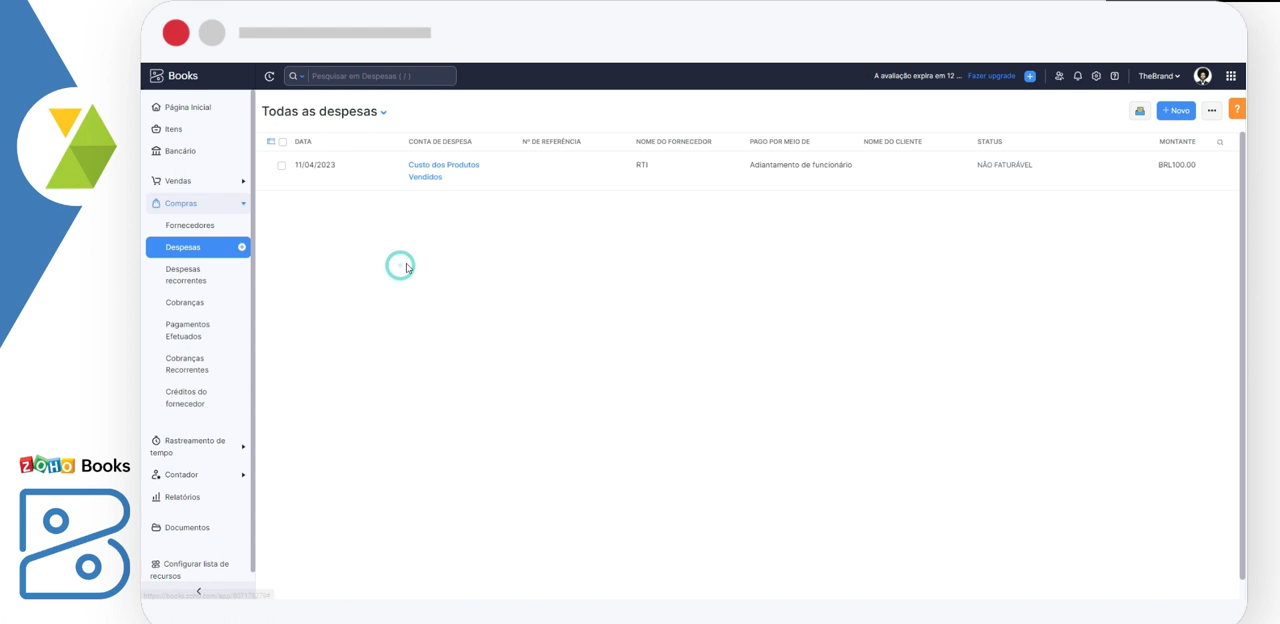 Books
Pesquisar em Despesas ( / )
A avaliação expira em 12 ... Fazer upgrade
TheBrand
Página Inicial
Itens
Bancário
Vendas
Compras
Fornecedores
Despesas
Despesas
recorrentes
Cobranças
Pagamentos
Efetuados
Cobranças
Recorrentes
Créditos do
fornecedor
Rastreamento de
tempo
Contador
Relatórios
Documentos
Configurar lista de
recursos
Todas as despesas
+ Novo
?
DATA CONTA DE DESPESA Nº DE REFERÊNCIA NOME DO FORNECEDOR PAGO POR MEIO DE NOME DO CLIENTE STATUS MONTANTE
11/04/2023 Custo dos Produtos RTI Adiantamento de funcionário NÃO FATURÁVEL BRL100.00
Vendidos
ZOHO Books